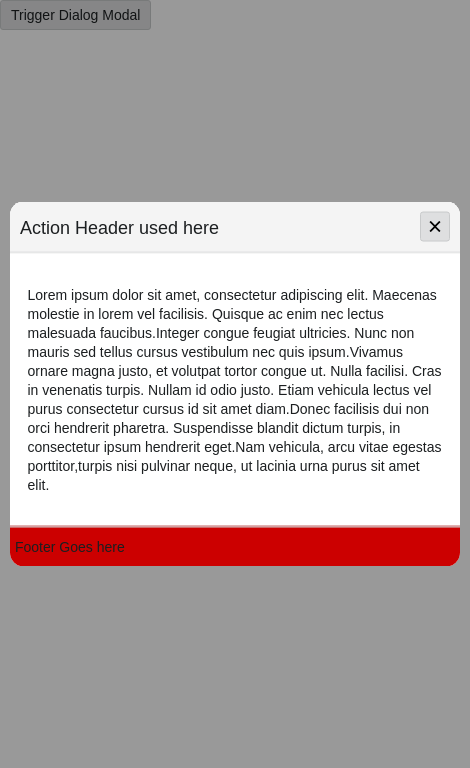 Trigger Dialog Modal
Action Header used here
✕
Lorem ipsum dolor sit amet, consectetur adipiscing elit. Maecenas
molestie in lorem vel facilisis. Quisque ac enim nec lectus
malesuada faucibus.Integer congue feugiat ultricies. Nunc non
mauris sed tellus cursus vestibulum nec quis ipsum.Vivamus
ornare magna justo, et volutpat tortor congue ut. Nulla facilisi. Cras
in venenatis turpis. Nullam id odio justo. Etiam vehicula lectus vel
purus consectetur cursus id sit amet diam.Donec facilisis dui non
orci hendrerit pharetra. Suspendisse blandit dictum turpis, in
consectetur ipsum hendrerit eget.Nam vehicula, arcu vitae egestas
porttitor,turpis nisi pulvinar neque, ut lacinia urna purus sit amet
elit.
Footer Goes here